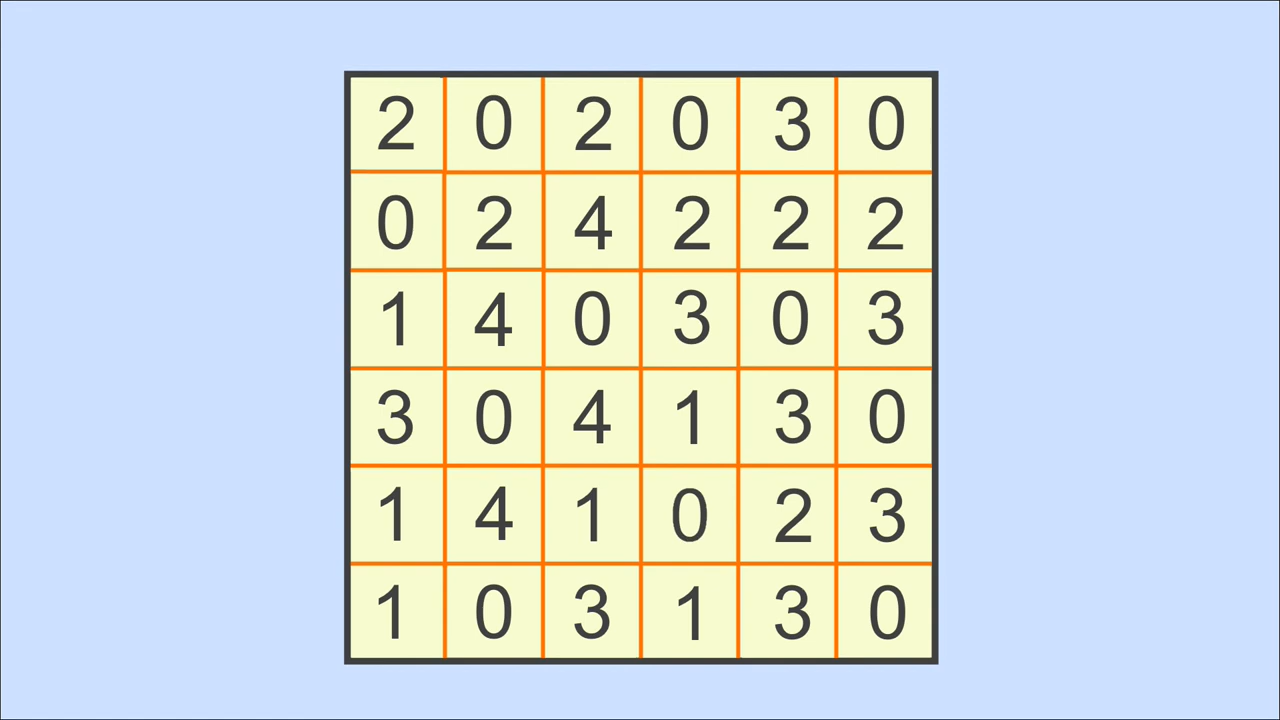 2 0 2 0 3 0
0 2 4 2 2 2
1 4 0 3 0 3
3 0 4 1 3 0
1 4 1 0 2 3
1 0 3 1 3 0